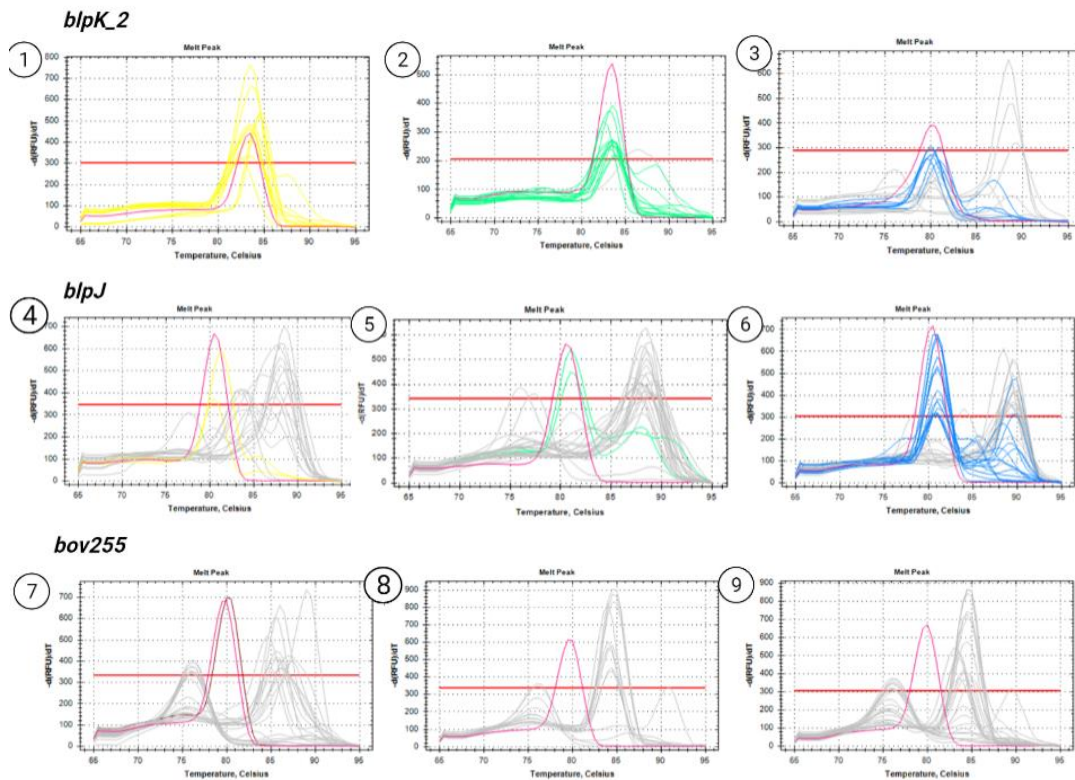 blpK_2
1
Melt Peak
-d(RFU)/dT
800
700
600
500
400
300
200
100
0
65 70 75 80 85 90 95
Temperature, Celsius
2
Melt Peak
-d(RFU)/dT
500
400
300
200
100
0
65 70 75 80 85 90 95
Temperature, Celsius
3
Melt Peak
-d(RFU)/dT
600
500
400
300
200
100
0
65 70 75 80 85 90 95
Temperature, Celsius
blpJ
4
Melt Peak
-d(RFU)/dT
700
600
500
400
300
200
100
0
65 70 75 80 85 90 95
Temperature, Celsius
5
Melt Peak
-d(RFU)/dT
600
500
400
300
200
100
0
65 70 75 80 85 90 95
Temperature, Celsius
6
Melt Peak
-d(RFU)/dT
700
600
500
400
300
200
100
0
65 70 75 80 85 90 95
Temperature, Celsius
bov255
7
Melt Peak
-d(RFU)/dT
700
600
500
400
300
200
100
0
65 70 75 80 85 90 95
Temperature, Celsius
8
Melt Peak
-d(RFU)/dT
900
800
700
600
500
400
300
200
100
0
65 70 75 80 85 90 95
Temperature, Celsius
9
Melt Peak
-d(RFU)/dT
900
800
700
600
500
400
300
200
100
0
65 70 75 80 85 90 95
Temperature, Celsius